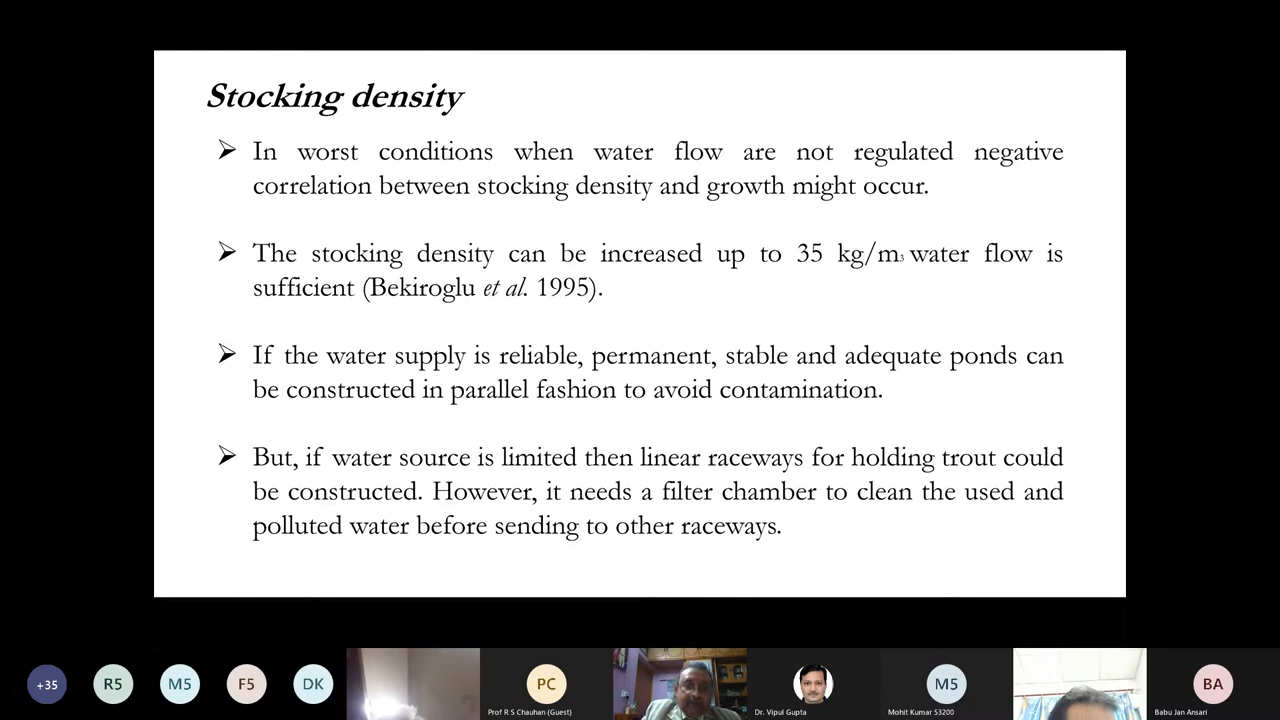 Stocking density
➢ In worst conditions when water flow are not regulated negative
correlation between stocking density and growth might occur.
➢ The stocking density can be increased up to 35 kg/m3 water flow is
sufficient (Bekiroglu et al. 1995).
➢ If the water supply is reliable, permanent, stable and adequate ponds can
be constructed in parallel fashion to avoid contamination.
➢ But, if water source is limited then linear raceways for holding trout could
be constructed. However, it needs a filter chamber to clean the used and
polluted water before sending to other raceways.
+35
R5
M5
F5
DK
PC
M5
BA
Prof R S Chauhan (Guest)
Dr. Vipul Gupta
Mohit Kumar 53200
Babu Jan Ansari